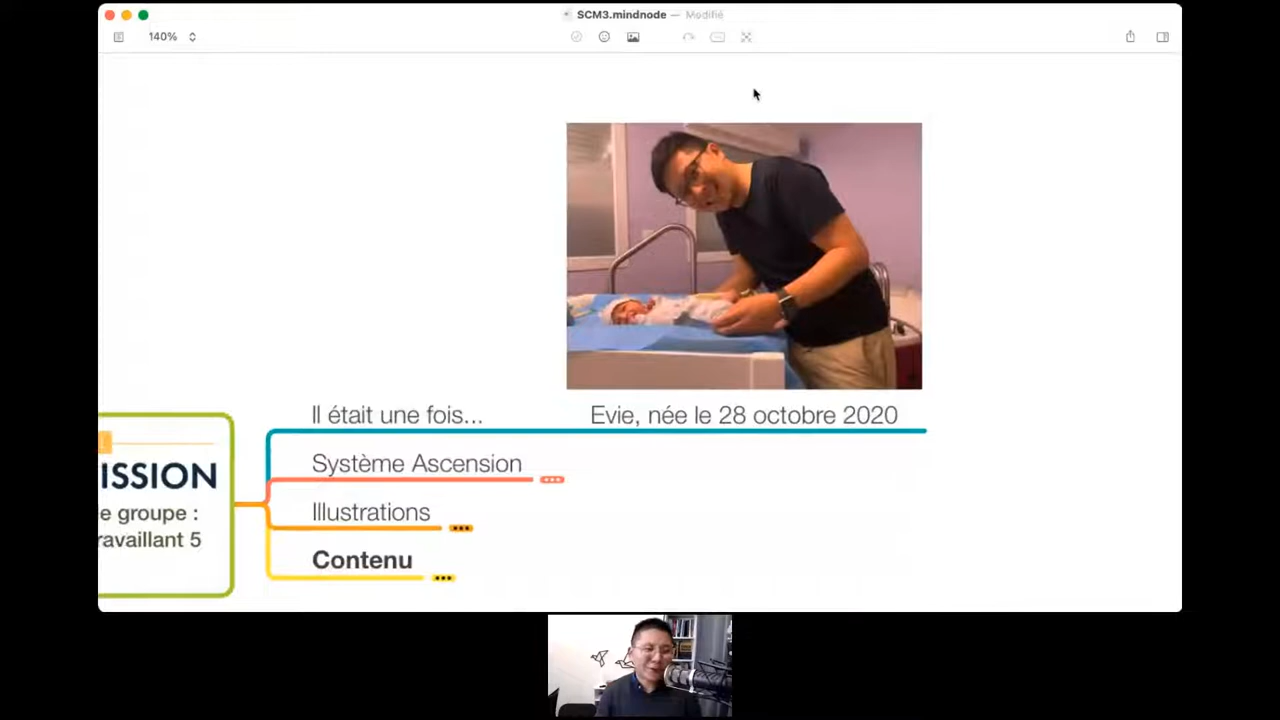 SCM3.mindnode — Modifié
140%
Il était une fois...
Evie, née le 28 octobre 2020
Système Ascension
ISSION
Illustrations
e groupe :
ravaillant 5
Contenu